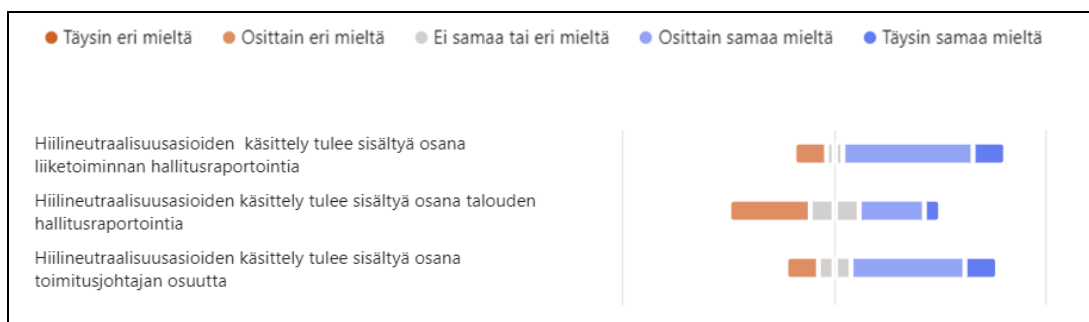 Täysin eri mieltä Osittain eri mieltä Ei samaa tai eri mieltä Osittain samaa mieltä Täysin samaa mieltä
Hiilineutraalisuusasioiden käsittely tulee sisältyä osana
liiketoiminnan hallitusraportointia
Hiilineutraalisuusasioiden käsittely tulee sisältyä osana talouden
hallitusraportointia
Hiilineutraalisuusasioiden käsittely tulee sisältyä osana
toimitusjohtajan osuutta